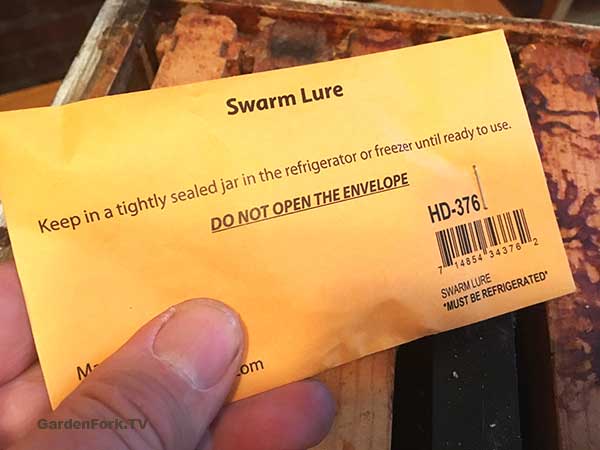 Swarm Lure
Keep in a tightly sealed jar in the refrigerator or freezer until ready to use.
DO NOT OPEN THE ENVELOPE
HD-376
7 14854 34376 2
SWARM LURE
*MUST BE REFRIGERATED*
GardenFork.TV